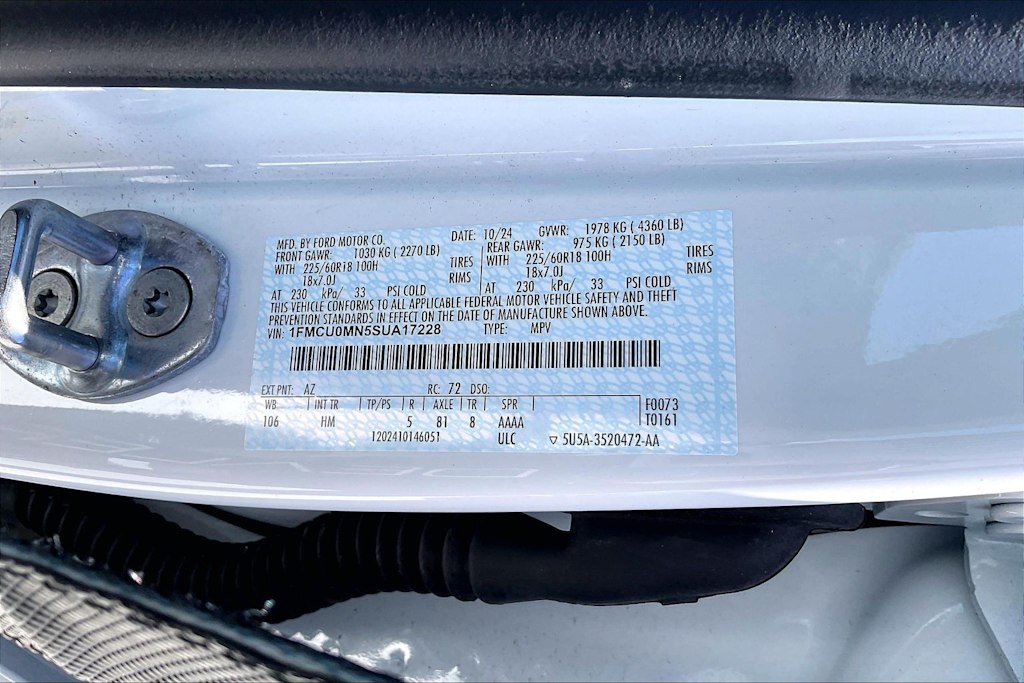 MFD. BY FORD MOTOR CO. DATE: 10/24 GVWR: 1978 KG ( 4360 LB)
FRONT GAWR: 1030 KG ( 2270 LB) REAR GAWR: 975 KG ( 2150 LB)
WITH 225/60R18 100H TIRES WITH 225/60R18 100H TIRES
18x7.0J RIMS 18x7.0J RIMS
AT 230 kPa/ 33 PSI COLD AT 230 kPa/ 33 PSI COLD
THIS VEHICLE CONFORMS TO ALL APPLICABLE FEDERAL MOTOR VEHICLE SAFETY AND THEFT
PREVENTION STANDARDS IN EFFECT ON THE DATE OF MANUFACTURE SHOWN ABOVE.
VIN: 1FMCU0MN5SUA17228 TYPE: MPV
EXT PNT: AZ RC: 72 DSO:
WB INT TR TP/PS R AXLE TR SPR F0073
106 HM 5 81 8 AAAA T0161
1202410146051 ULC ▽ 5U5A-3520472-AA